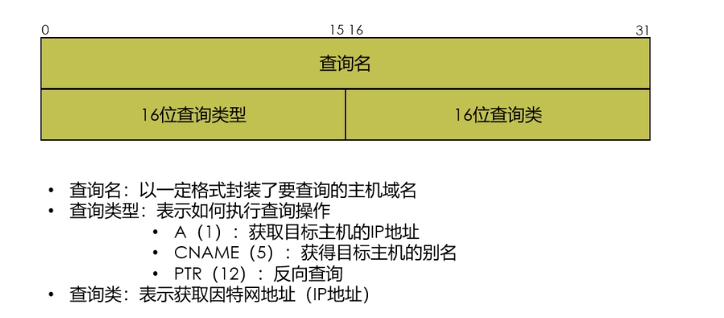 0 15 16 31
查询名
16位查询类型 16位查询类
• 查询名：以一定格式封装了要查询的主机域名
• 查询类型：表示如何执行查询操作
• A（1）：获取目标主机的IP地址
• CNAME（5）：获得目标主机的别名
• PTR（12）：反向查询
• 查询类：表示获取因特网地址（IP地址）